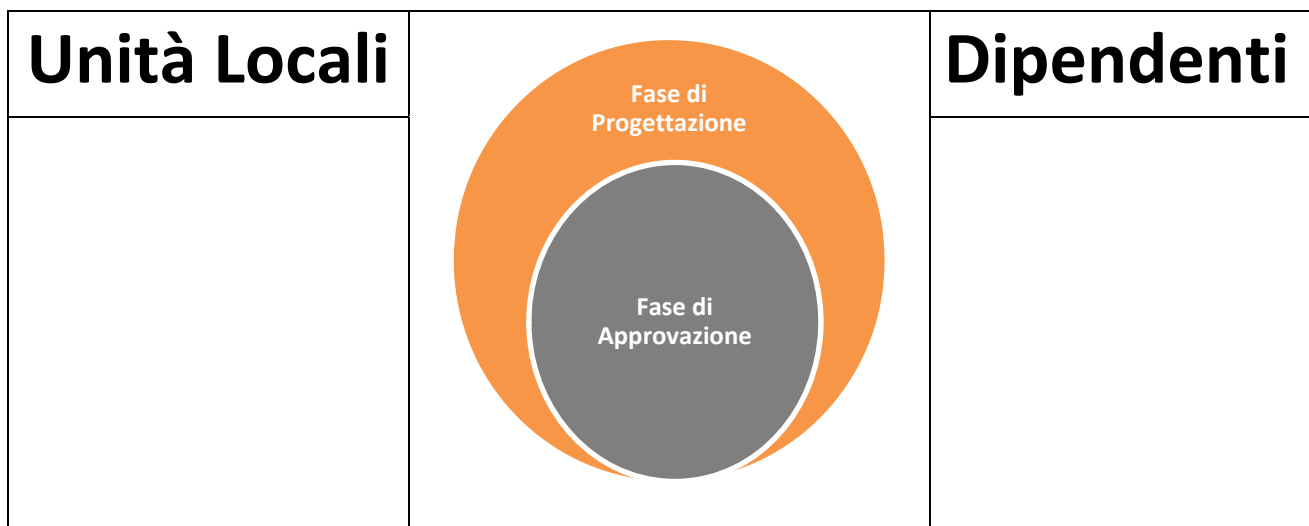 Unità Locali
Fase di
Progettazione
Fase di
Approvazione
Dipendenti